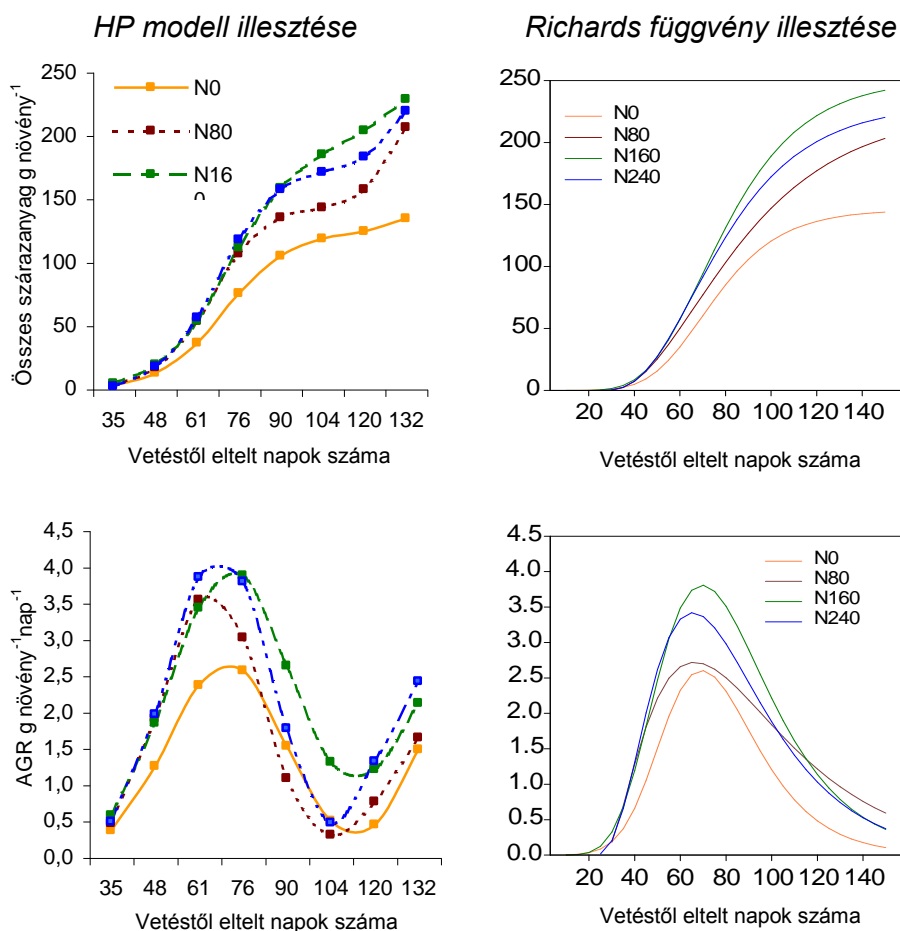 HP modell illesztése
Richards függvény illesztése
Összes szárazanyag g növény-1
250
200
150
100
50
0
N0
N80
N16
0
35 48 61 76 90 104 120 132
Vetéstől eltelt napok száma
250
200
150
100
50
0
N0
N80
N160
N240
20 40 60 80 100 120 140
Vetéstől eltelt napok száma
AGR g növény-1nap-1
4,5
4,0
3,5
3,0
2,5
2,0
1,5
1,0
0,5
0,0
35 48 61 76 90 104 120 132
Vetéstől eltelt napok száma
4.5
4.0
3.5
3.0
2.5
2.0
1.5
1.0
0.5
0.0
N0
N80
N160
N240
20 40 60 80 100 120 140
Vetéstől eltelt napok száma